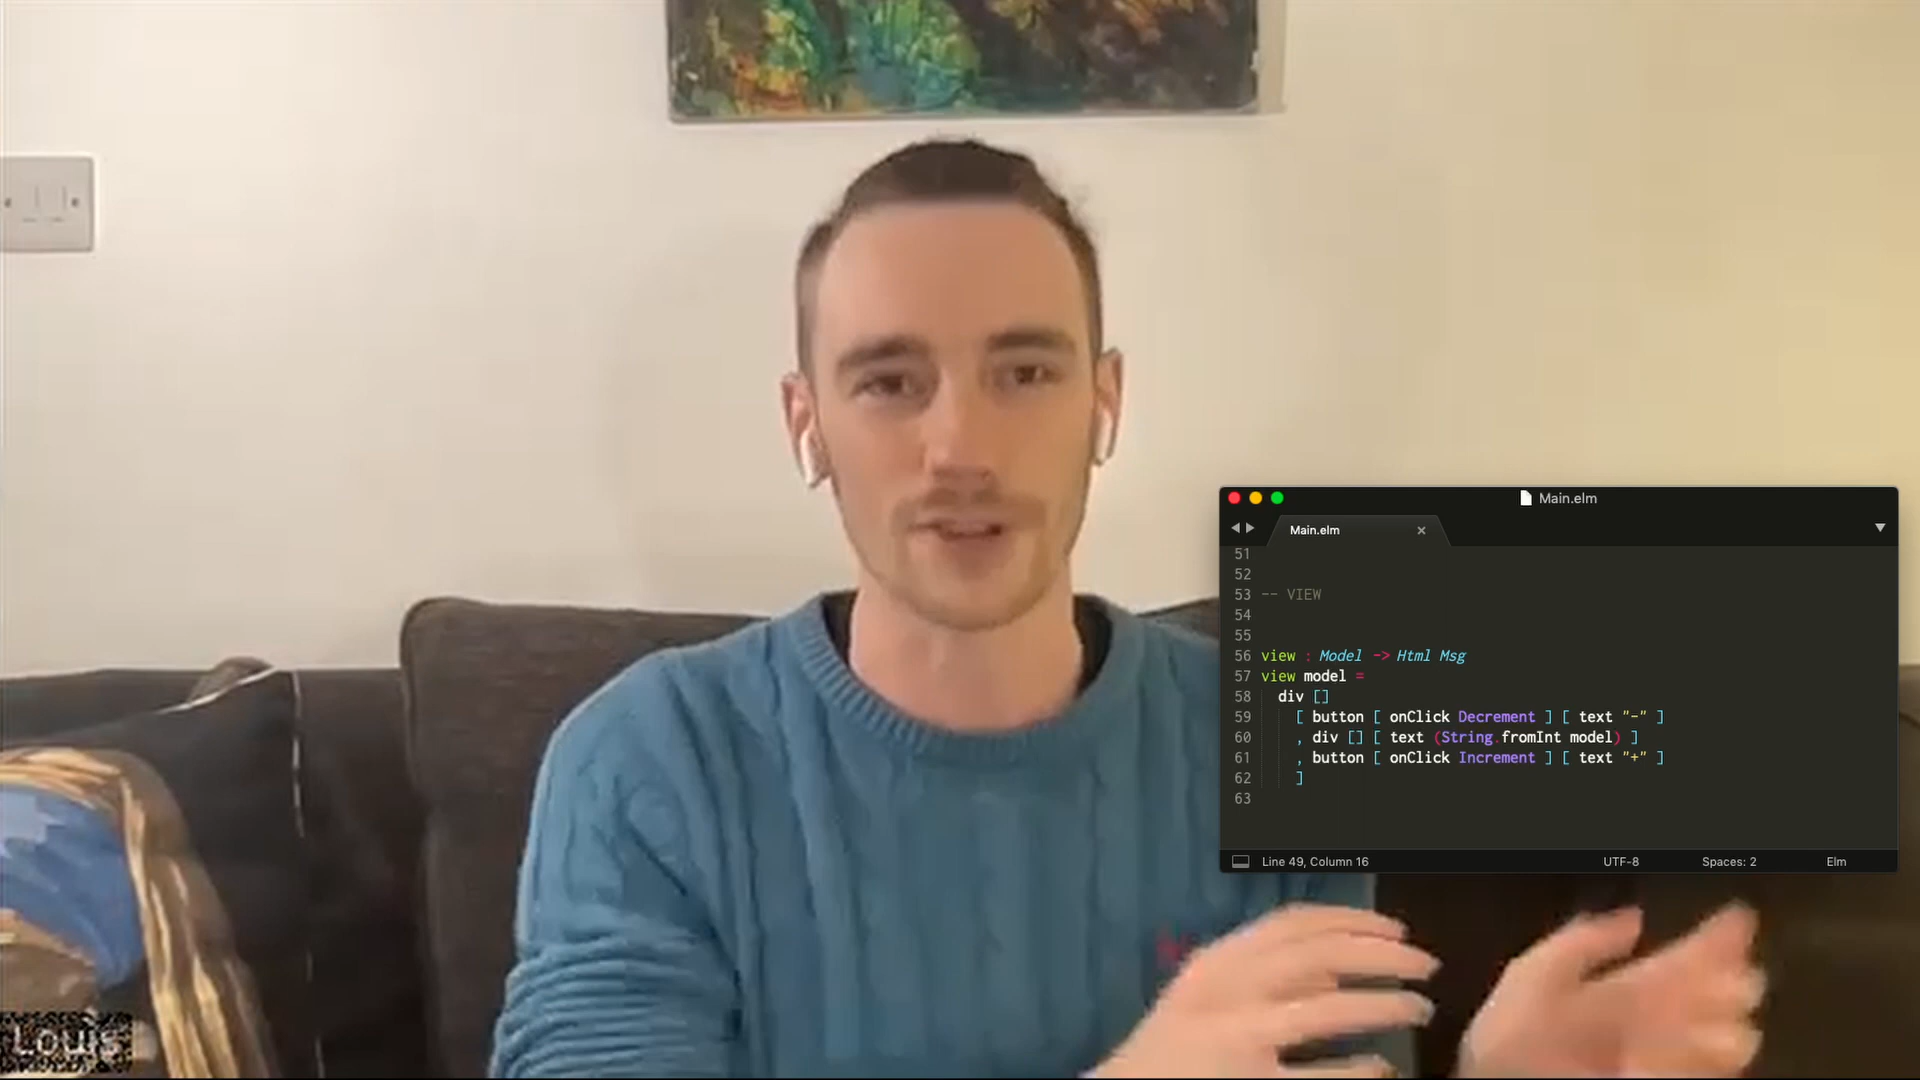 Main.elm
Main.elm ×
51
52
53 -- VIEW
54
55
56 view : Model -> Html Msg
57 view model =
58 div []
59 [ button [ onClick Decrement ] [ text "-" ]
60 , div [] [ text (String.fromInt model) ]
61 , button [ onClick Increment ] [ text "+" ]
62 ]
63
Line 49, Column 16 UTF-8 Spaces: 2 Elm
Louis